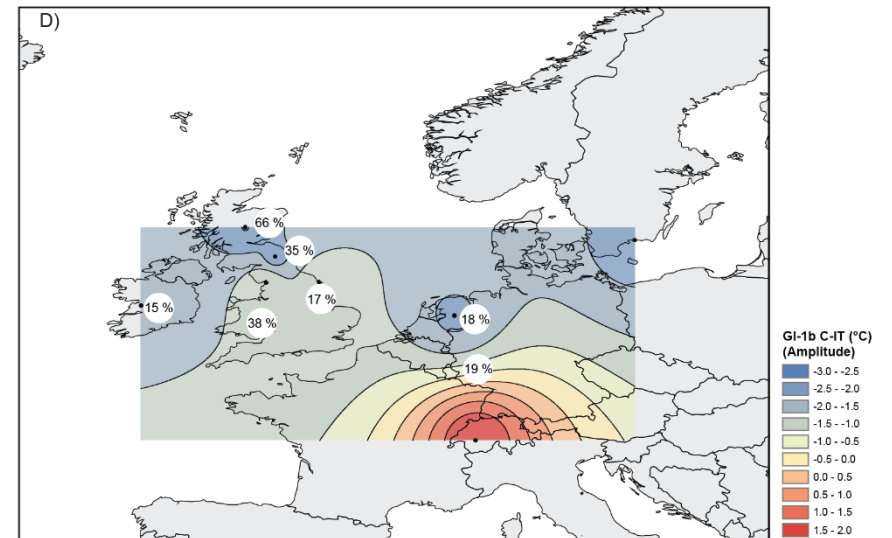 D)
66 %
35 %
17 %
15 %
38 %
18 %
19 %
GI-1b C-IT (°C)
(Amplitude)
-3.0 - -2.5
-2.5 - -2.0
-2.0 - -1.5
-1.5 - -1.0
-1.0 - -0.5
-0.5 - 0.0
0.0 - 0.5
0.5 - 1.0
1.0 - 1.5
1.5 - 2.0